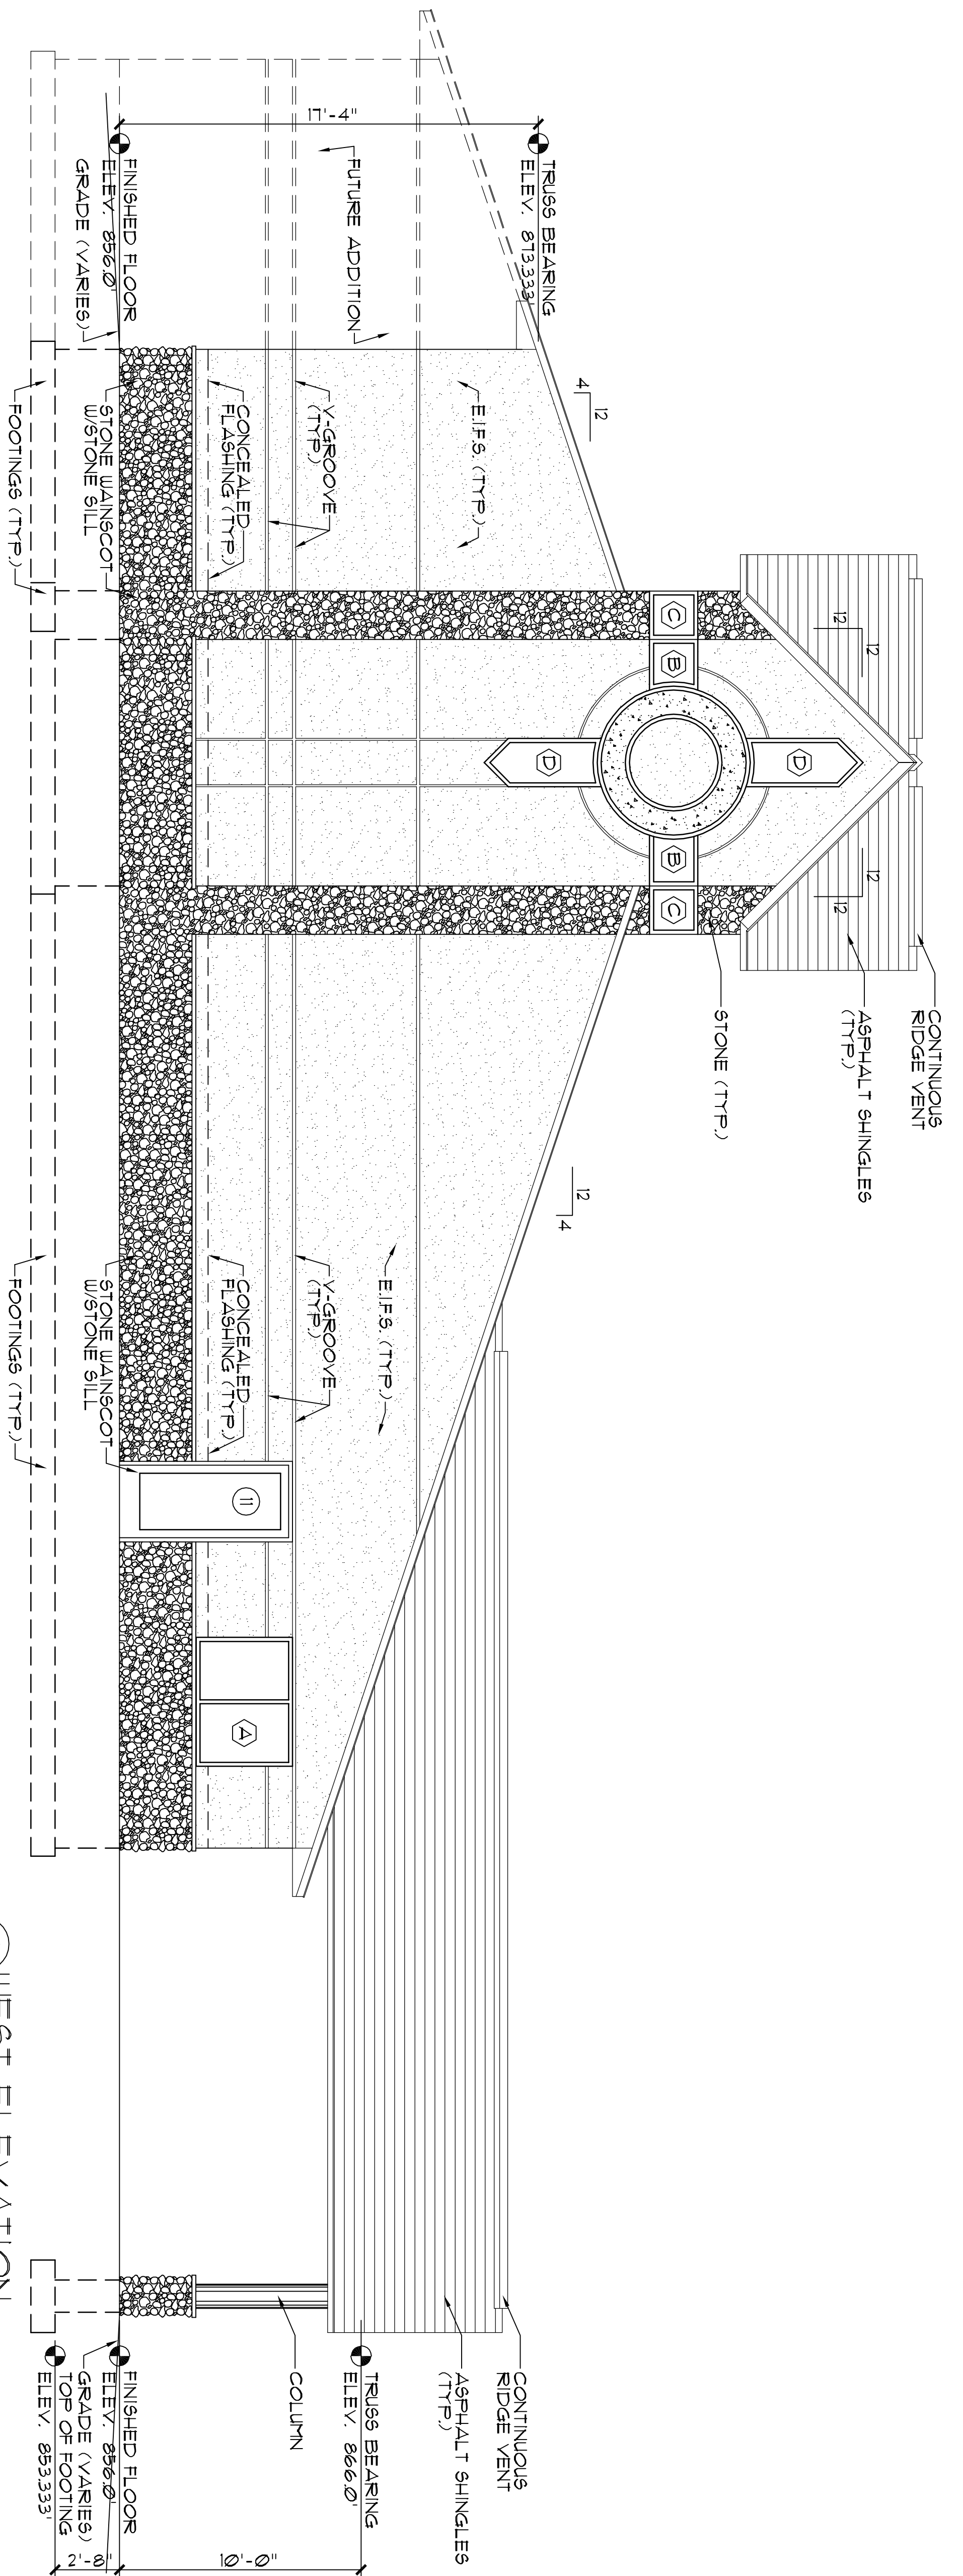 CONTINUOUS
RIDGE VENT
ASPHALT SHINGLES
(TYP.)
STONE (TYP.)
12
12
12
12
C
B
D
D
B
C
12
4
12
4
TRUSS BEARING
ELEV. 873.333'
17'-4"
FUTURE ADDITION
FINISHED FLOOR
ELEV. 856.0'
GRADE (VARIES)
E.I.F.S. (TYP.)
V-GROOVE
(TYP.)
CONCEALED
FLASHING (TYP.)
STONE WAINSCOT
W/STONE SILL
FOOTINGS (TYP.)
E.I.F.S. (TYP.)
V-GROOVE
(TYP.)
CONCEALED
FLASHING (TYP.)
STONE WAINSCOT
W/STONE SILL
FOOTINGS (TYP.)
11
A
CONTINUOUS
RIDGE VENT
ASPHALT SHINGLES
(TYP.)
TRUSS BEARING
ELEV. 866.0'
COLUMN
10'-0"
FINISHED FLOOR
ELEV. 856.0'
GRADE (VARIES)
TOP OF FOOTING
ELEV. 853.333'
2'-8"
WEST ELEVATION